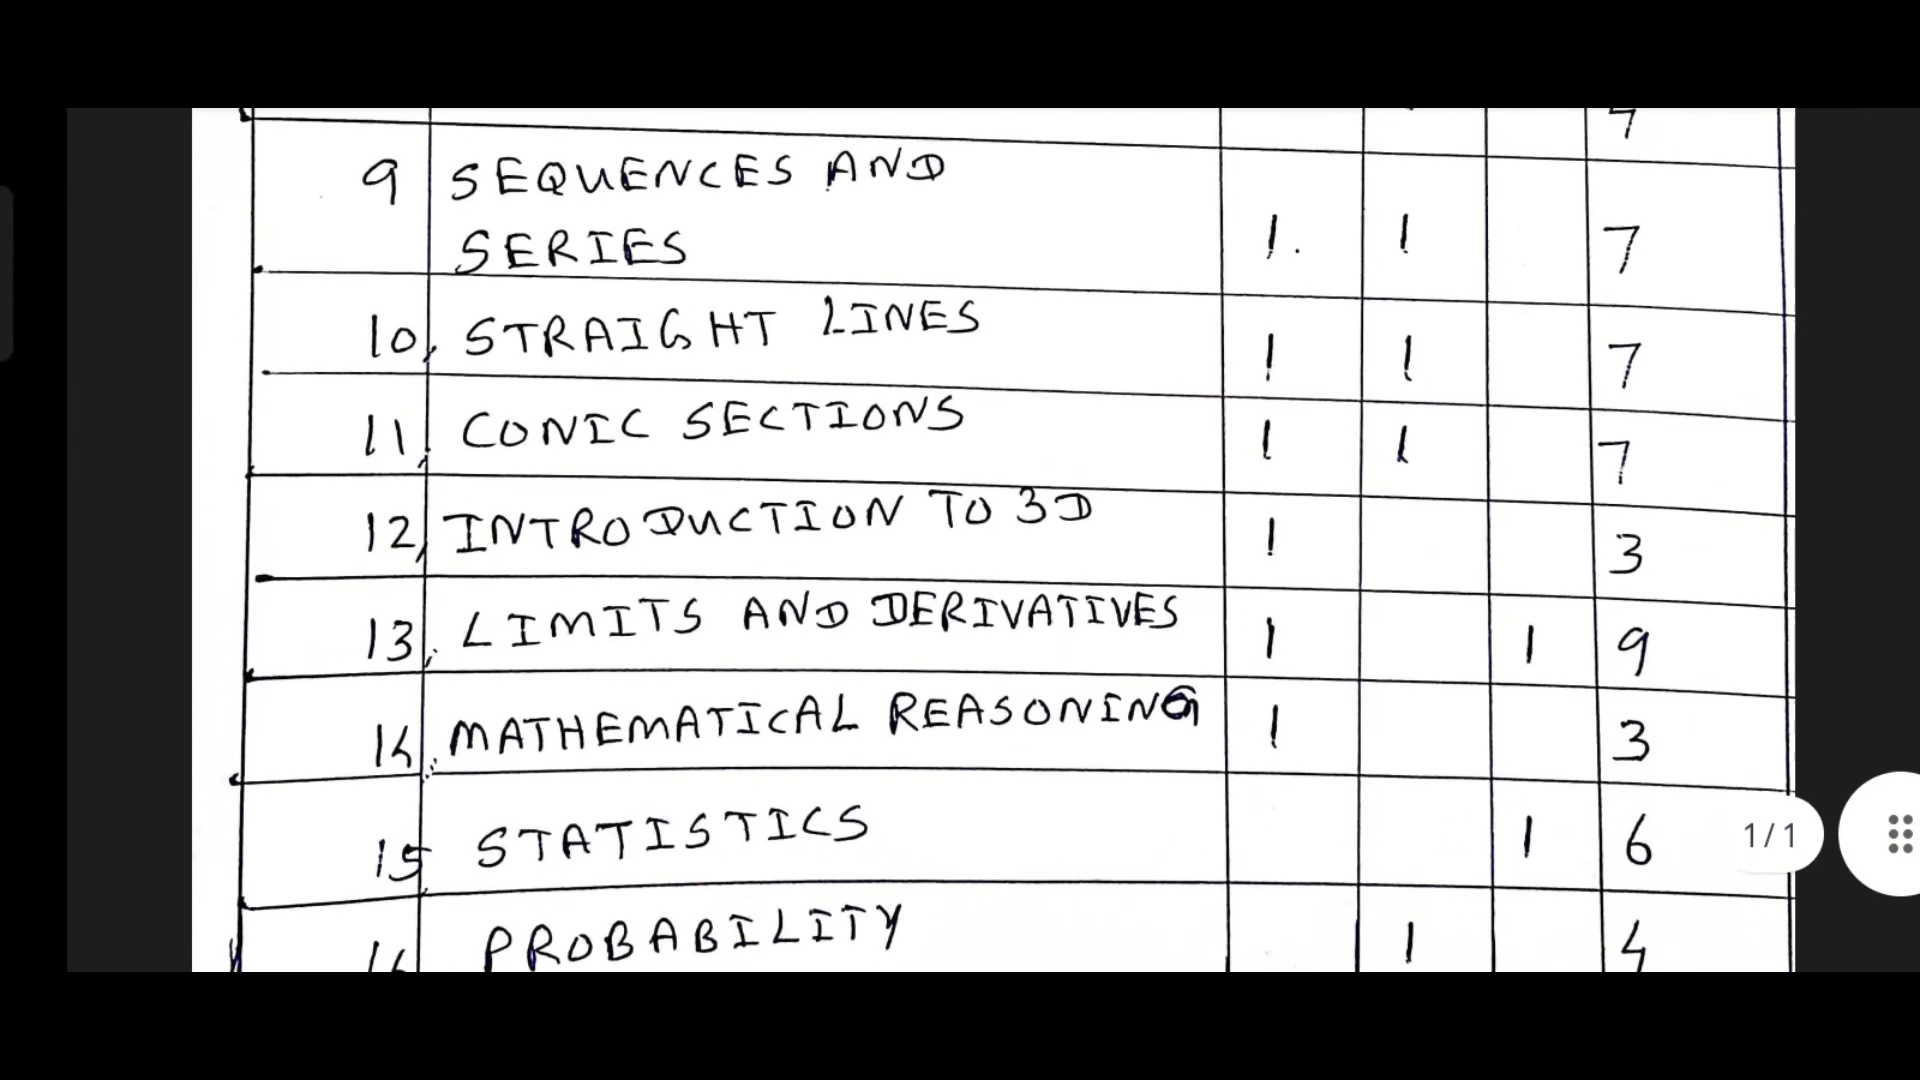 7
9 SEQUENCES AND
SERIES 1. 1 7
10, STRAIGHT LINES 1 1 7
11, CONIC SECTIONS 1 1 7
12, INTRODUCTION TO 3D 1 3
13, LIMITS AND DERIVATIVES 1 1 9
14, MATHEMATICAL REASONING 1 3
15 STATISTICS 1 6
1/1
PROBABILITY 1 4